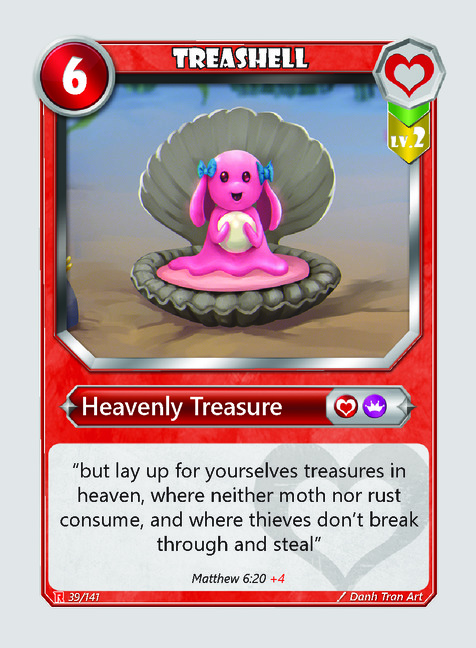 6
TREASHELL
LV.2
Heavenly Treasure
“but lay up for yourselves treasures in
heaven, where neither moth nor rust
consume, and where thieves don’t break
through and steal”
Matthew 6:20 +4
R 39/141
Danh Tran Art